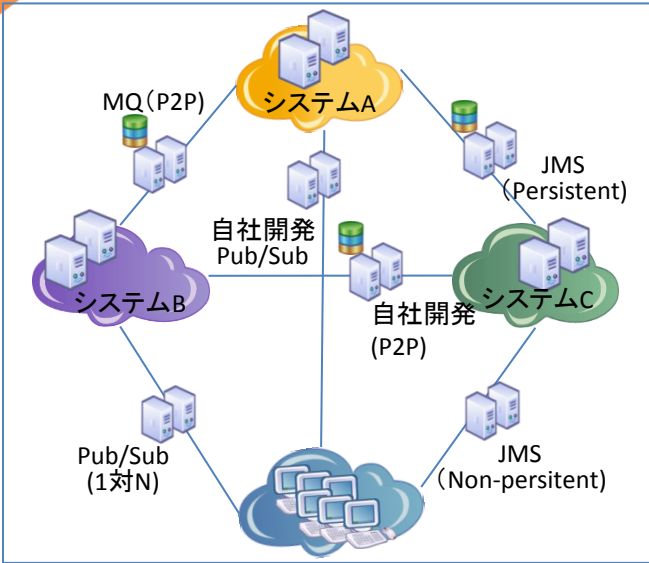 システムA
MQ(P2P)
JMS
（Persistent)
自社開発
Pub/Sub
システムB
システムC
自社開発
(P2P)
Pub/Sub
(1対N)
JMS
（Non-persitent)